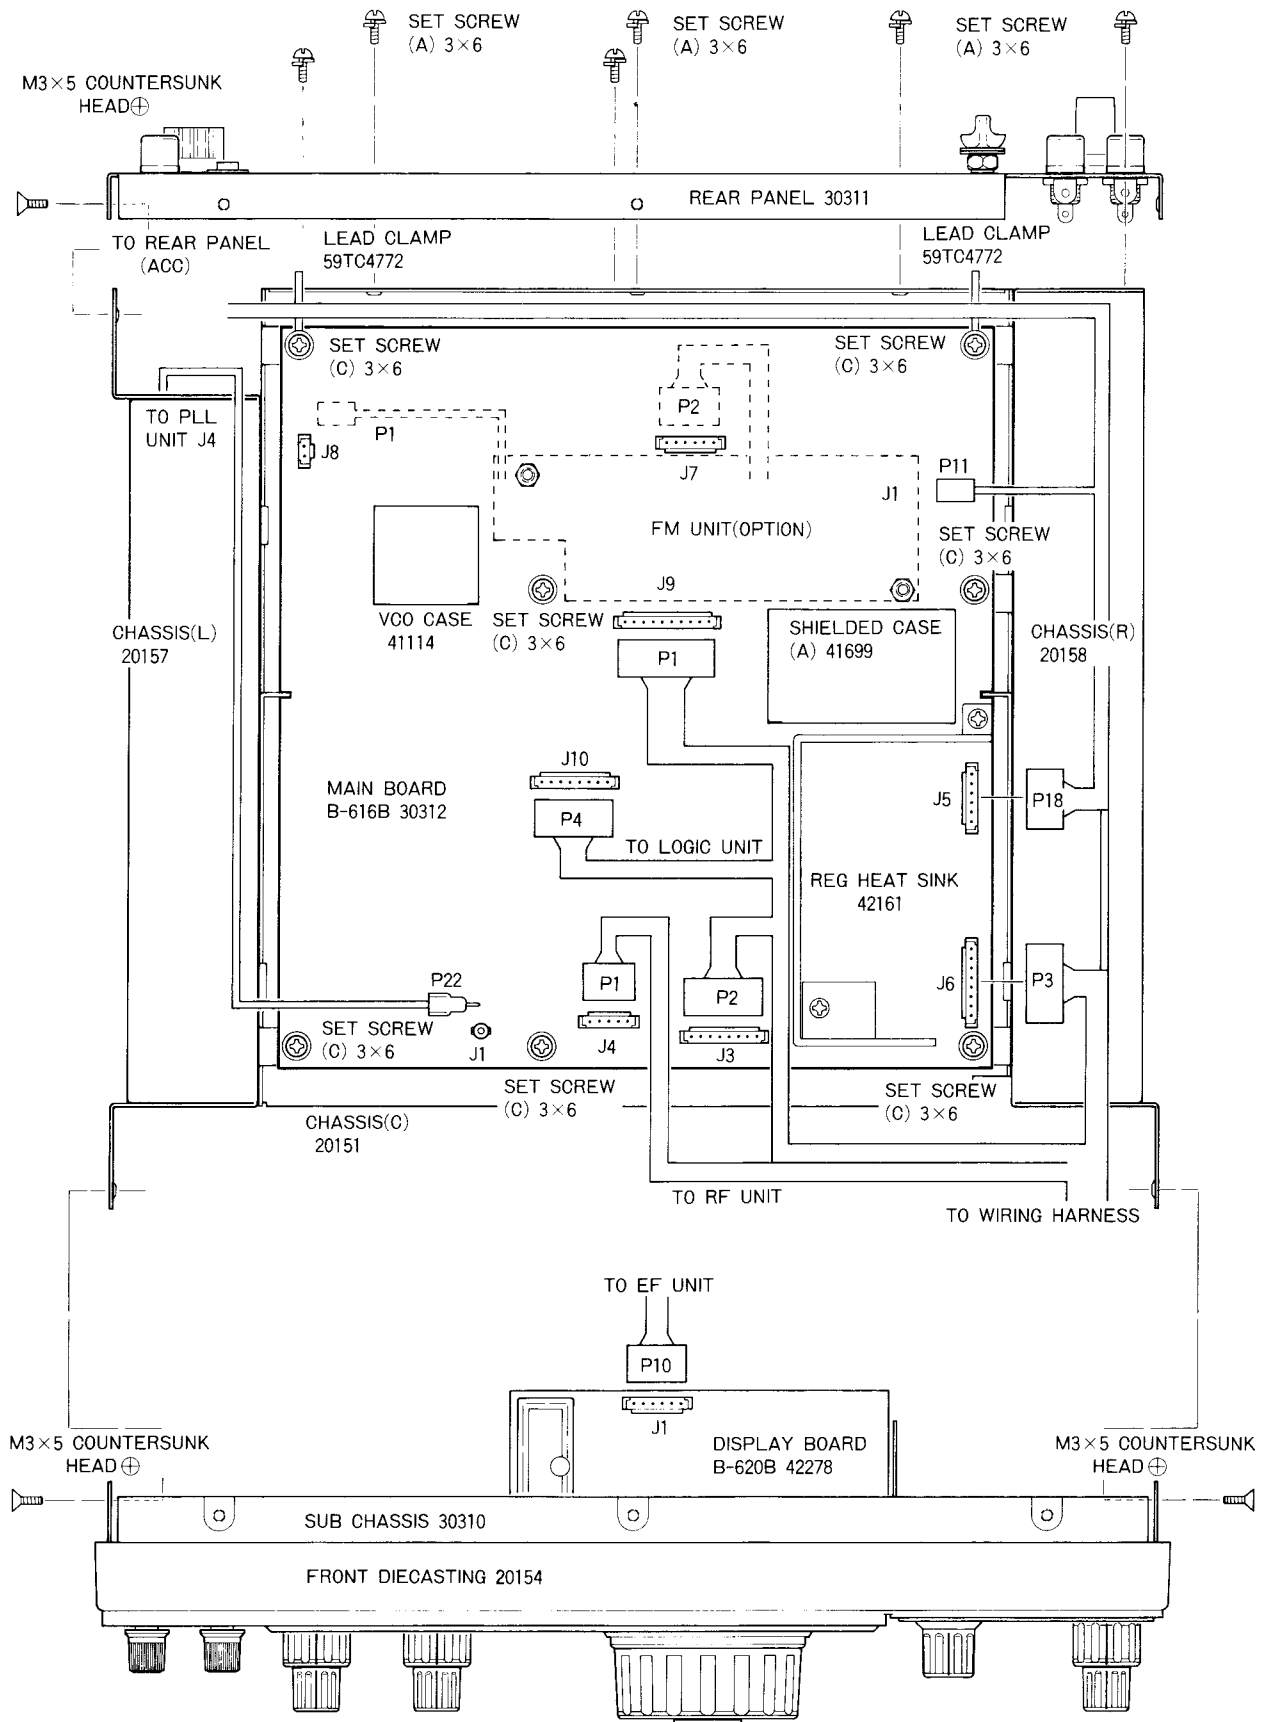 SET SCREW
(A) 3×6
SET SCREW
(A) 3×6
SET SCREW
(A) 3×6
M3×5 COUNTERSUNK
HEAD⊕
REAR PANEL 30311
TO REAR PANEL
(ACC)
LEAD CLAMP
59TC4772
LEAD CLAMP
59TC4772
SET SCREW
(C) 3×6
SET SCREW
(C) 3×6
TO PLL
UNIT J4
P1
P2
J8
J7
P11
J1
FM UNIT(OPTION)
SET SCREW
(C) 3×6
J9
VCO CASE
41114
SET SCREW
(C) 3×6
SHIELDED CASE
(A) 41699
CHASSIS(L)
20157
CHASSIS(R)
20158
P1
J10
MAIN BOARD
B-616B 30312
P4
J5
P18
TO LOGIC UNIT
REG HEAT SINK
42161
P22
P1
P2
J6
P3
SET SCREW
(C) 3×6
J1
J4
J3
SET SCREW
(C) 3×6
SET SCREW
(C) 3×6
CHASSIS(C)
20151
TO RF UNIT
TO WIRING HARNESS
TO EF UNIT
P10
J1
DISPLAY BOARD
B-620B 42278
M3×5 COUNTERSUNK
HEAD⊕
M3×5 COUNTERSUNK
HEAD⊕
SUB CHASSIS 30310
FRONT DIECASTING 20154